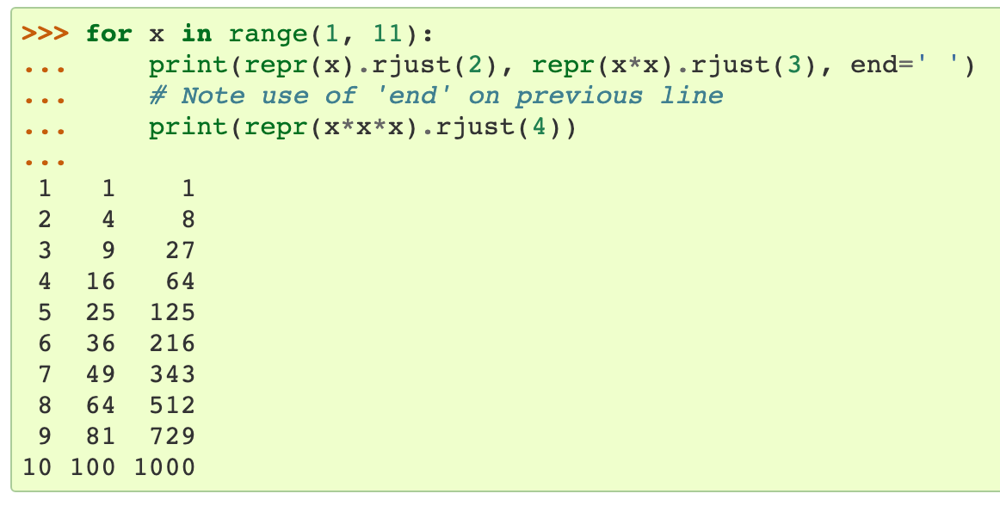 >>> for x in range(1, 11):
...     print(repr(x).rjust(2), repr(x*x).rjust(3), end=' ')
...     # Note use of 'end' on previous line
...     print(repr(x*x*x).rjust(4))
...
 1   1    1
 2   4    8
 3   9   27
 4  16   64
 5  25  125
 6  36  216
 7  49  343
 8  64  512
 9  81  729
10 100 1000